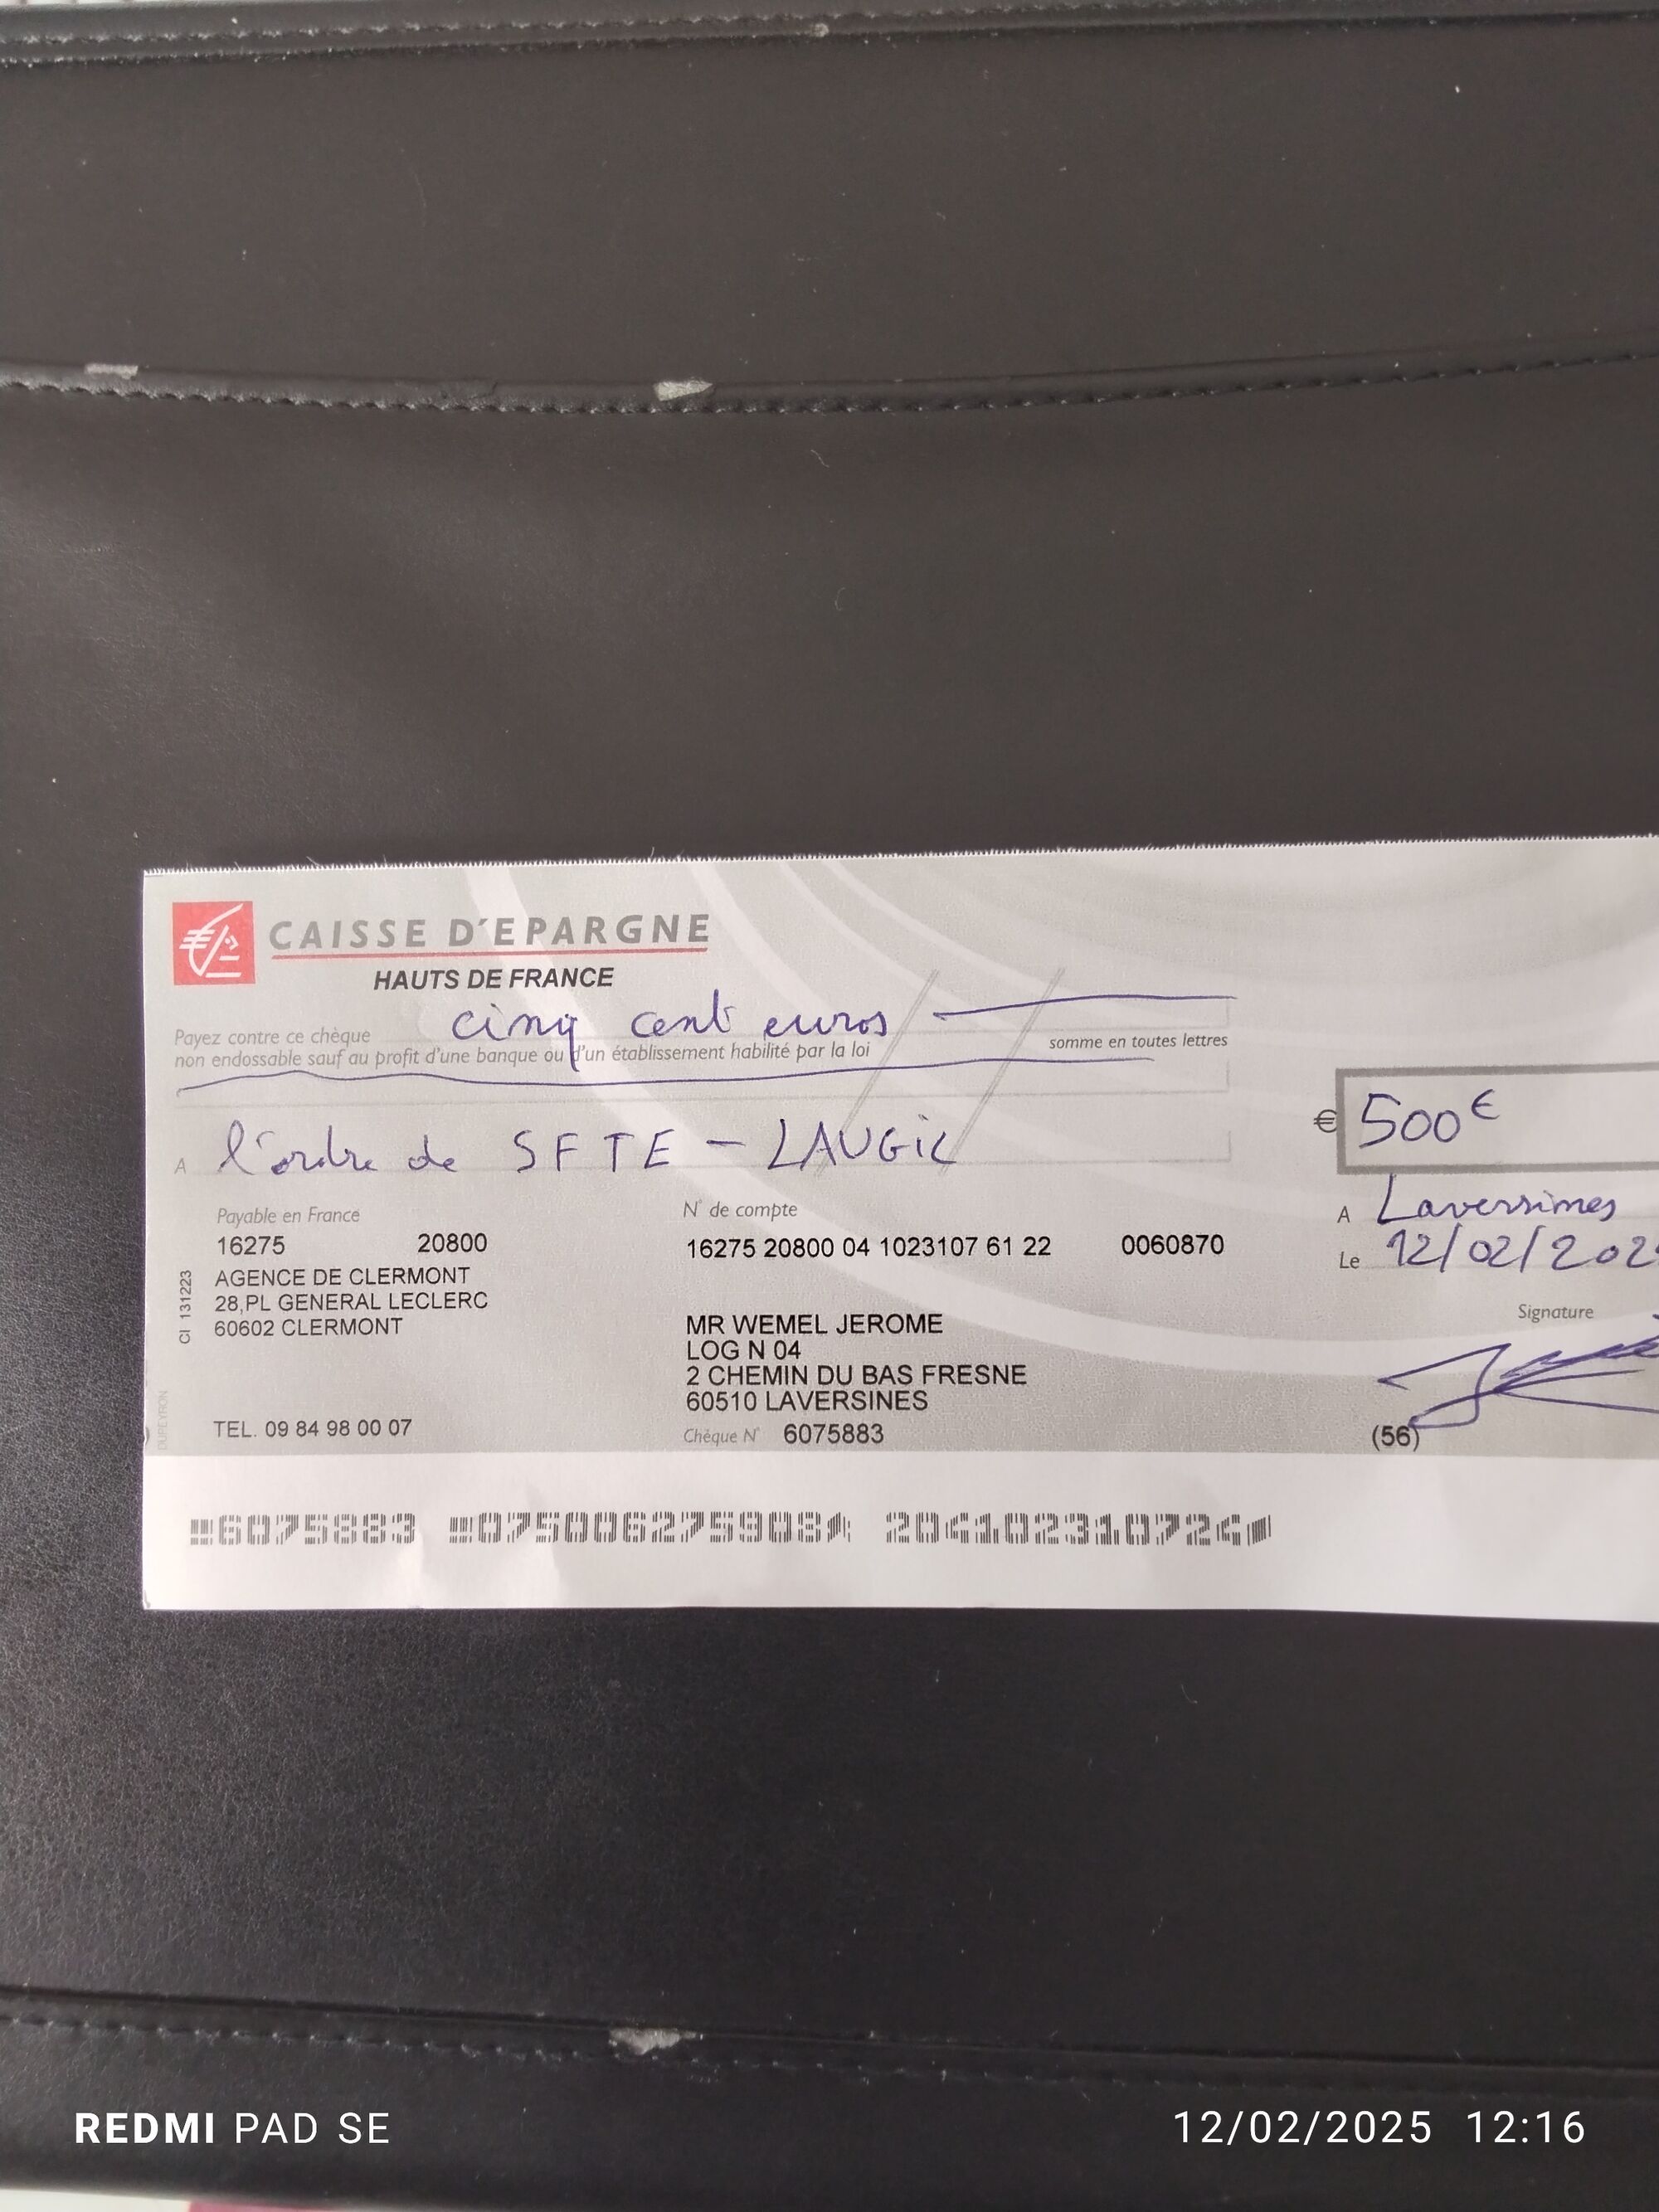 CAISSE D'EPARGNE
HAUTS DE FRANCE
Payez contre ce chèque cinq cent euros
non endossable sauf au profit d'une banque ou d'un établissement habilité par la loi
somme en toutes lettres
A l'ordre de SFTE - LAUGIL
€ 500€
Payable en France
16275 20800
AGENCE DE CLERMONT
28,PL GENERAL LECLERC
60602 CLERMONT
TEL. 09 84 98 00 07
CI 131223
N° de compte
16275 20800 04 1023107 61 22 0060870
MR WEMEL JEROME
LOG N 04
2 CHEMIN DU BAS FRESNE
60510 LAVERSINES
Chèque N° 6075883
A Laversines
Le 12/02/202
Signature
(56)
6075883 075006275908 204102310724
REDMI PAD SE
12/02/2025 12:16